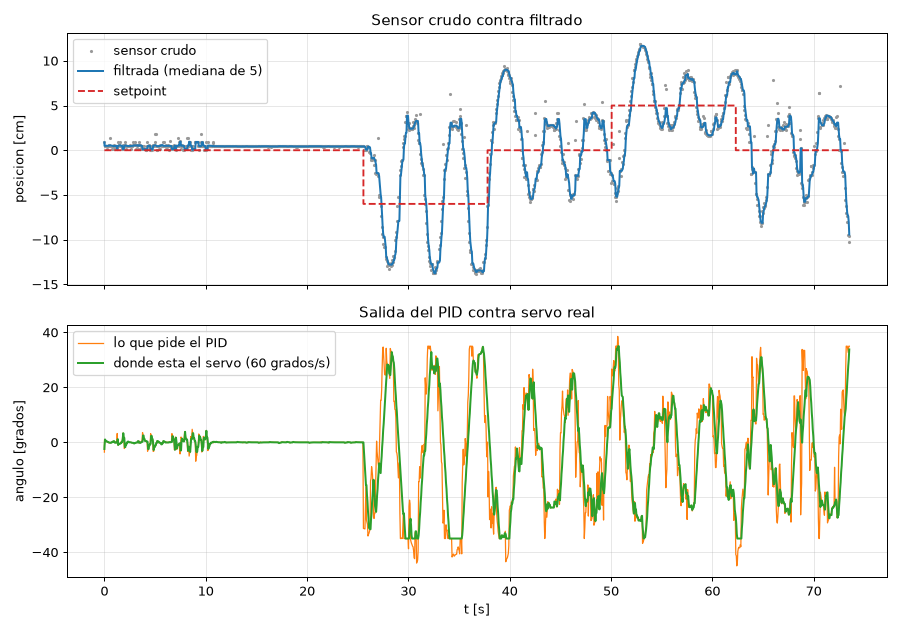 Sensor crudo contra filtrado
posicion [cm]
10
5
0
−5
−10
−15
sensor crudo
filtrada (mediana de 5)
setpoint
Salida del PID contra servo real
angulo [grados]
40
20
0
−20
−40
lo que pide el PID
donde esta el servo (60 grados/s)
0 10 20 30 40 50 60 70
t [s]